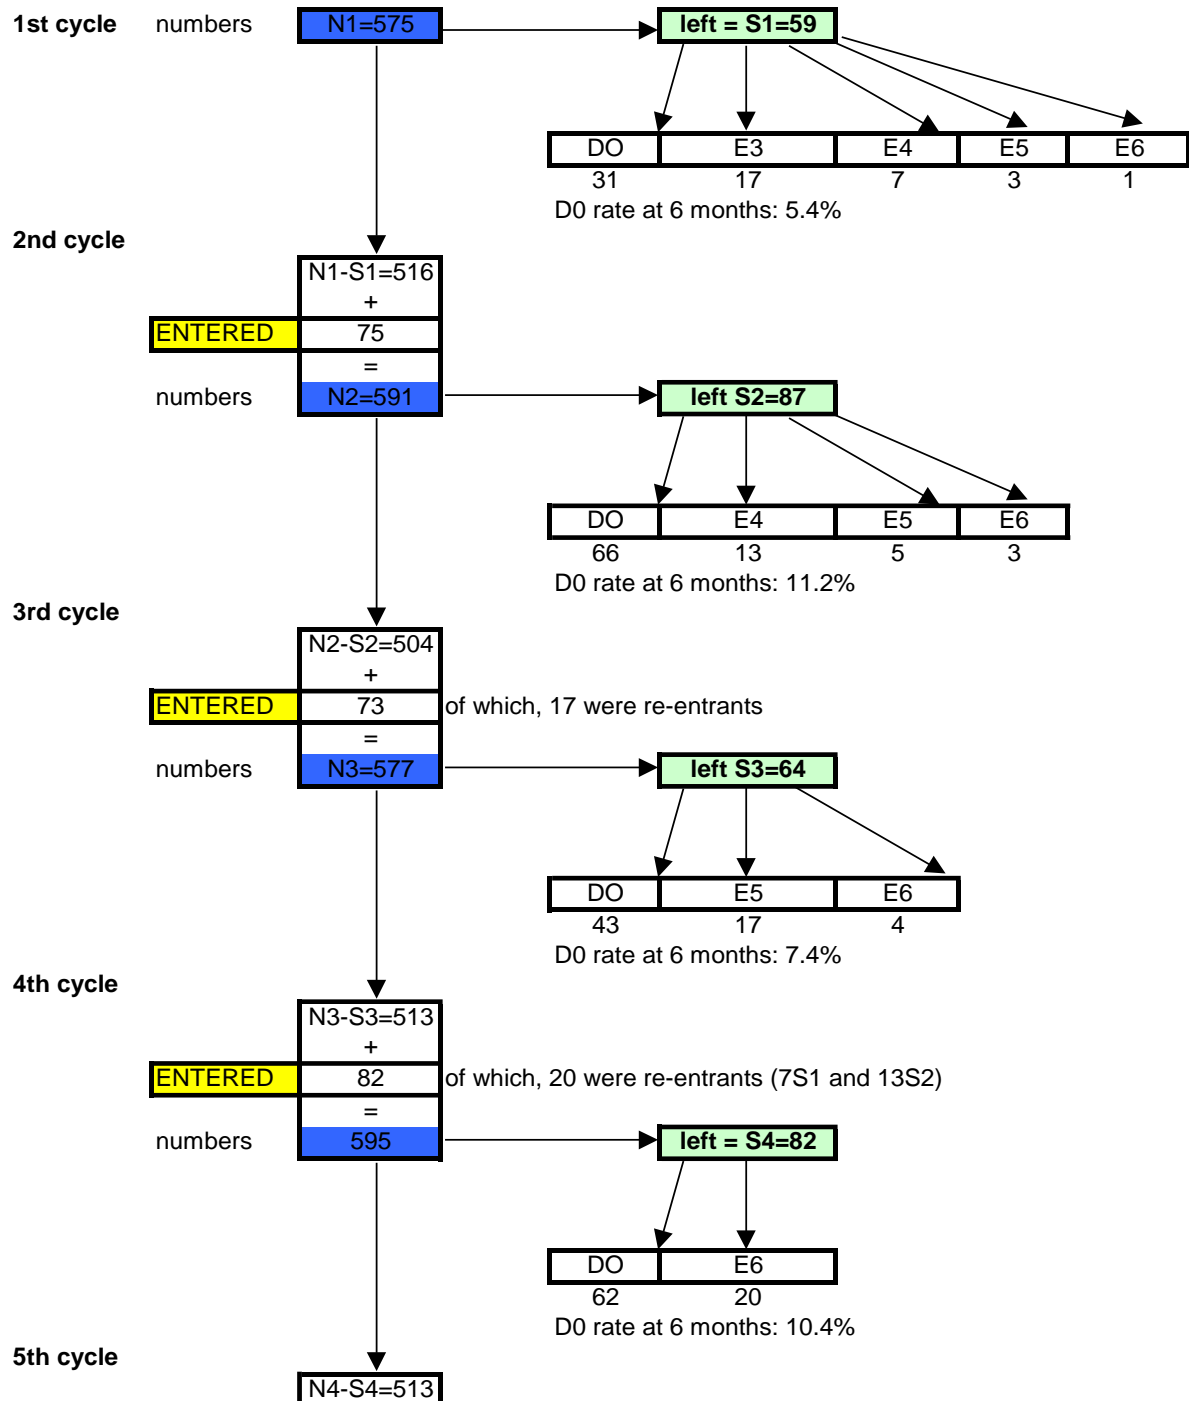 1st cycle numbers N1=575 left = S1=59
DO E3 E4 E5 E6
31 17 7 3 1
D0 rate at 6 months: 5.4%
2nd cycle
N1-S1=516
+
ENTERED 75
=
numbers N2=591 left S2=87
DO E4 E5 E6
66 13 5 3
D0 rate at 6 months: 11.2%
3rd cycle
N2-S2=504
+
ENTERED 73 of which, 17 were re-entrants
=
numbers N3=577 left S3=64
DO E5 E6
43 17 4
D0 rate at 6 months: 7.4%
4th cycle
N3-S3=513
+
ENTERED 82 of which, 20 were re-entrants (7S1 and 13S2)
=
numbers 595 left = S4=82
DO E6
62 20
D0 rate at 6 months: 10.4%
5th cycle
N4-S4=513